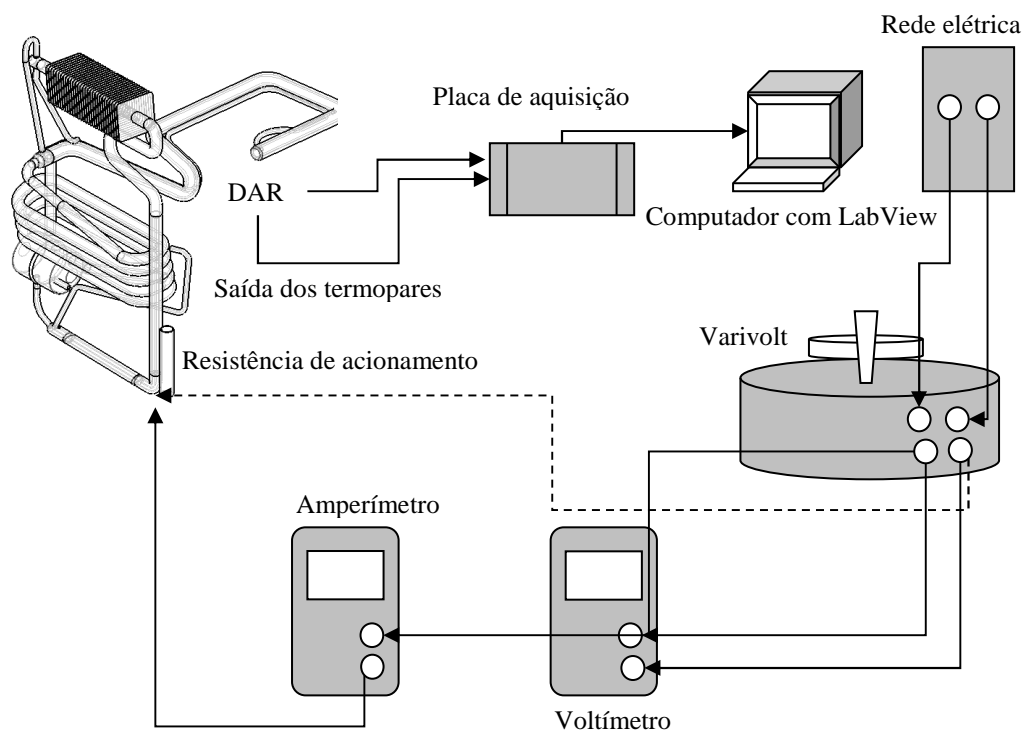 Rede elétrica
Placa de aquisição
DAR
Computador com LabView
Saída dos termopares
Varivolt
Resistência de acionamento
Amperímetro
Voltímetro